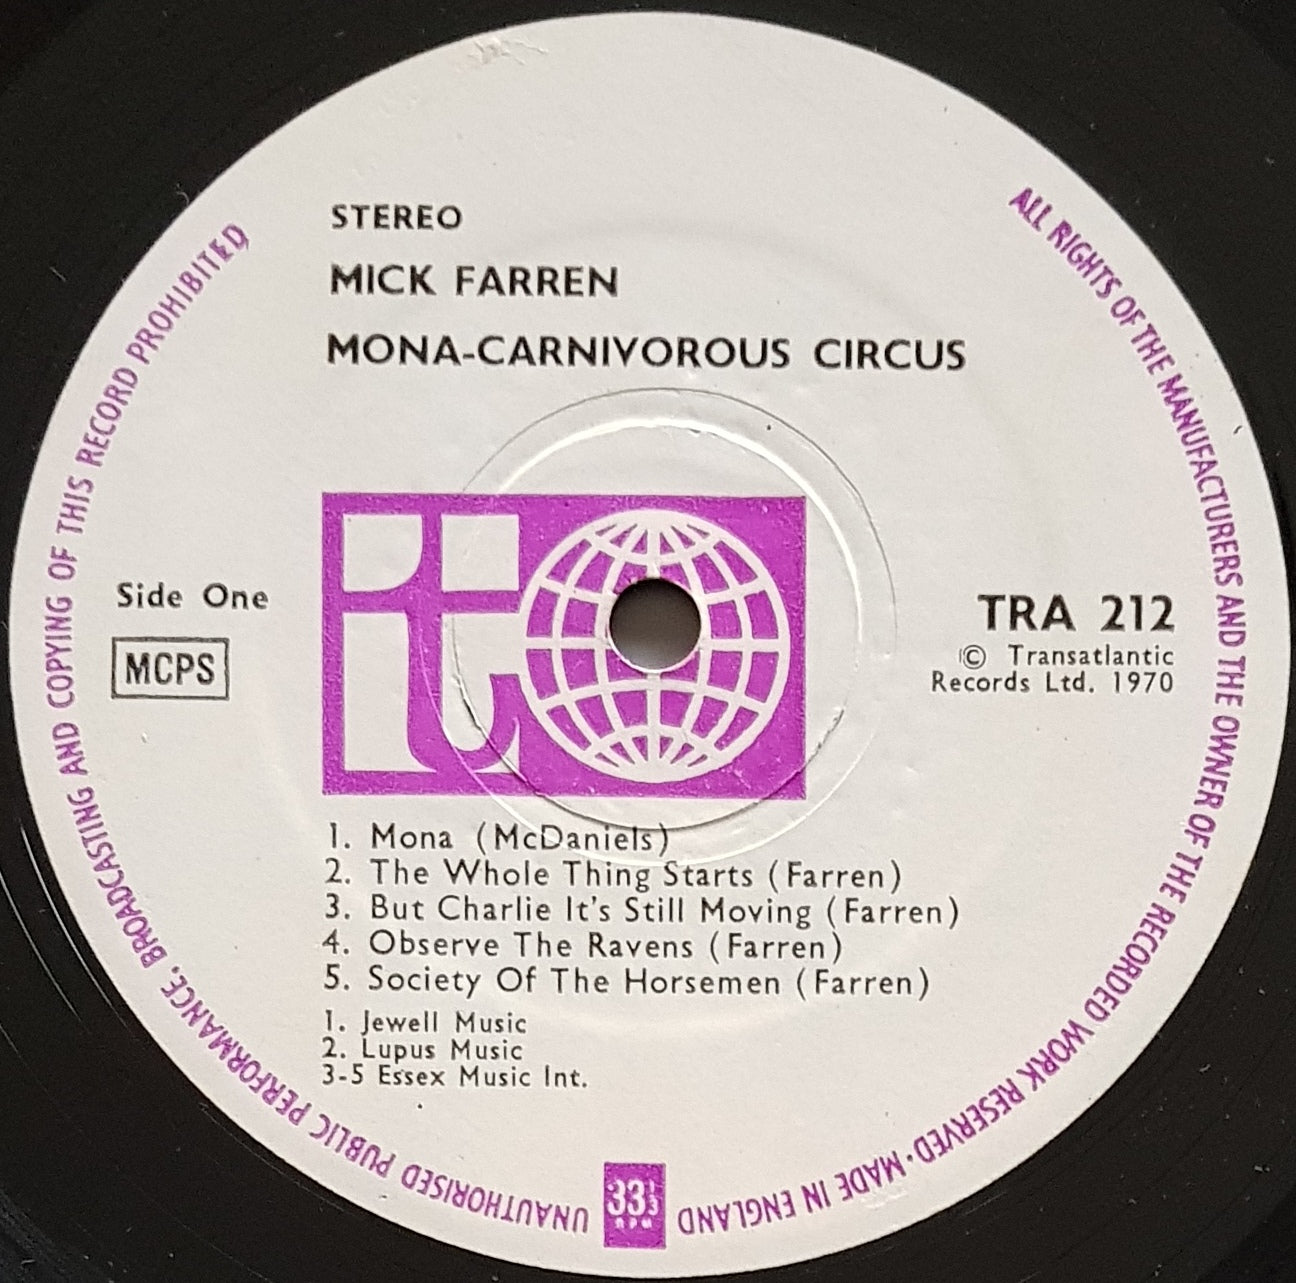 STEREO
MICK FARREN
MONA-CARNIVOROUS CIRCUS
it
Side One
MCPS
TRA 212
© Transatlantic
Records Ltd. 1970
1. Mona (McDaniels)
2. The Whole Thing Starts (Farren)
3. But Charlie It's Still Moving (Farren)
4. Observe The Ravens (Farren)
5. Society Of The Horsemen (Farren)
1. Jewell Music
2. Lupus Music
3-5 Essex Music Int.
ALL RIGHTS OF THE MANUFACTURERS AND THE OWNER OF THE RECORDED WORK RESERVED · MADE IN ENGLAND
33⅓
RPM
UNAUTHORISED PUBLIC PERFORMANCE, BROADCASTING AND COPYING OF THIS RECORD PROHIBITED